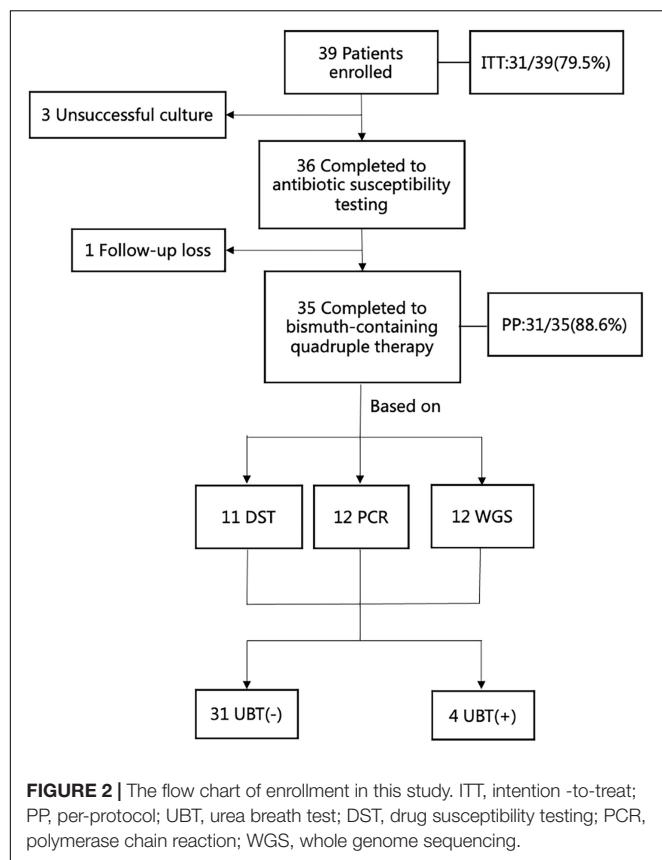 39 Patients
enrolled
ITT:31/39(79.5%)
3 Unsuccessful culture
36 Completed to
antibiotic susceptibility
testing
1 Follow-up loss
35 Completed to
bismuth-containing
quadruple therapy
PP:31/35(88.6%)
Based on
11 DST
12 PCR
12 WGS
31 UBT(-)
4 UBT(+)
FIGURE 2 | The flow chart of enrollment in this study. ITT, intention -to-treat;
PP, per-protocol; UBT, urea breath test; DST, drug susceptibility testing; PCR,
polymerase chain reaction; WGS, whole genome sequencing.